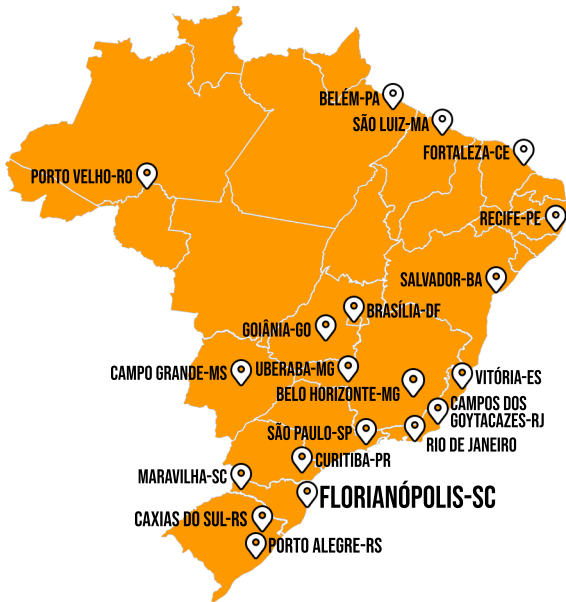 BELÉM-PA
SÃO LUIZ-MA
FORTALEZA-CE
PORTO VELHO-RO
RECIFE-PE
SALVADOR-BA
BRASÍLIA-DF
GOIÂNIA-GO
CAMPO GRANDE-MS
UBERABA-MG
VITÓRIA-ES
BELO HORIZONTE-MG
CAMPOS DOS
GOYTACAZES-RJ
SÃO PAULO-SP
RIO DE JANEIRO
CURITIBA-PR
MARAVILHA-SC
FLORIANÓPOLIS-SC
CAXIAS DO SUL-RS
PORTO ALEGRE-RS